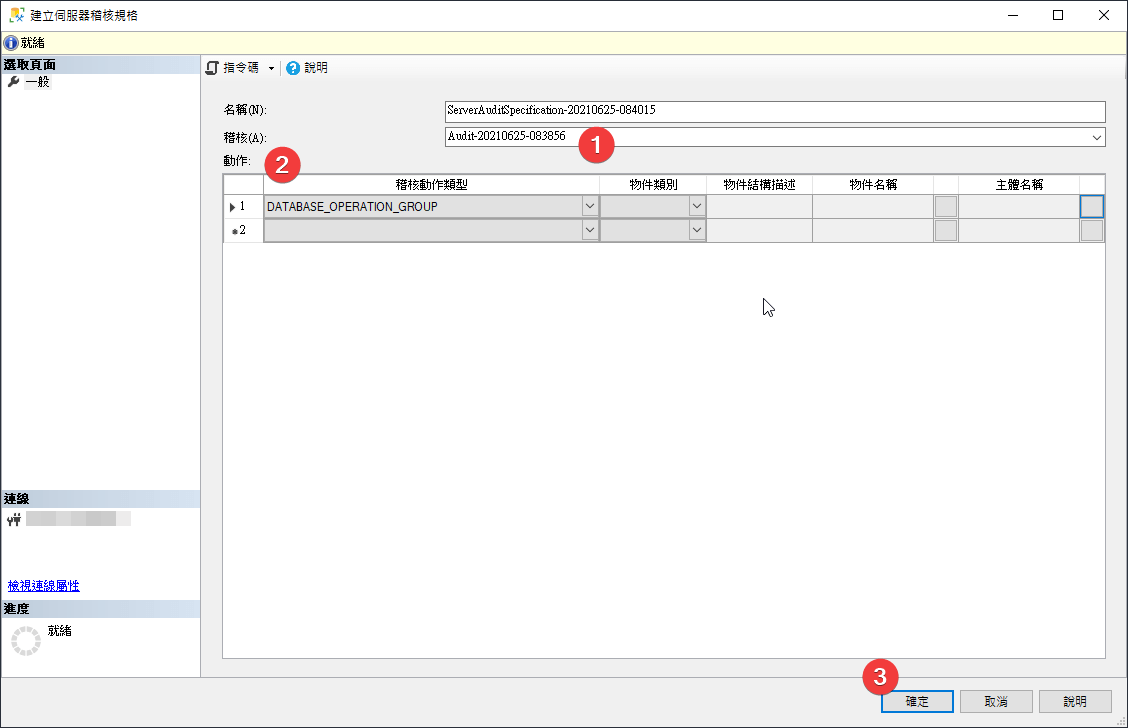 建立伺服器稽核規格
就緒
選取頁面
一般
指令碼
說明
名稱(N):
ServerAuditSpecification-20210625-084015
稽核(A):
Audit-20210625-083856
1
動作:
2
稽核動作類型 物件類別 物件結構描述 物件名稱 主體名稱
1 DATABASE_OPERATION_GROUP
2
連線
檢視連線屬性
進度
就緒
3
確定 取消 說明